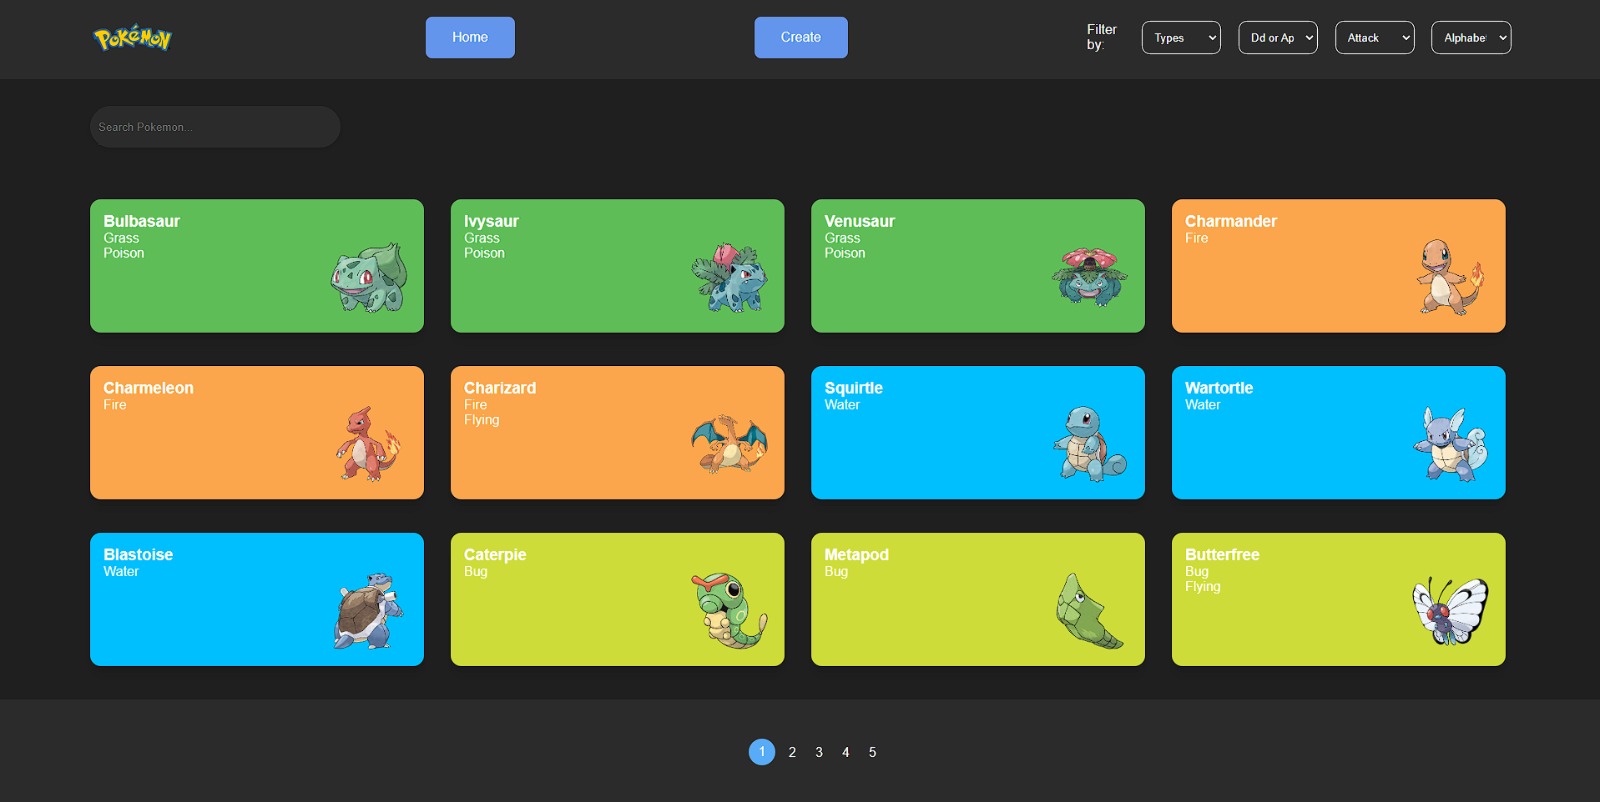 POKéMON
Home
Create
Filter by:
Types
Dd or Ap
Attack
Alphabe
Search Pokemon...
Bulbasaur
Grass
Poison
Ivysaur
Grass
Poison
Venusaur
Grass
Poison
Charmander
Fire
Charmeleon
Fire
Charizard
Fire
Flying
Squirtle
Water
Wartortle
Water
Blastoise
Water
Caterpie
Bug
Metapod
Bug
Butterfree
Bug
Flying
1 2 3 4 5